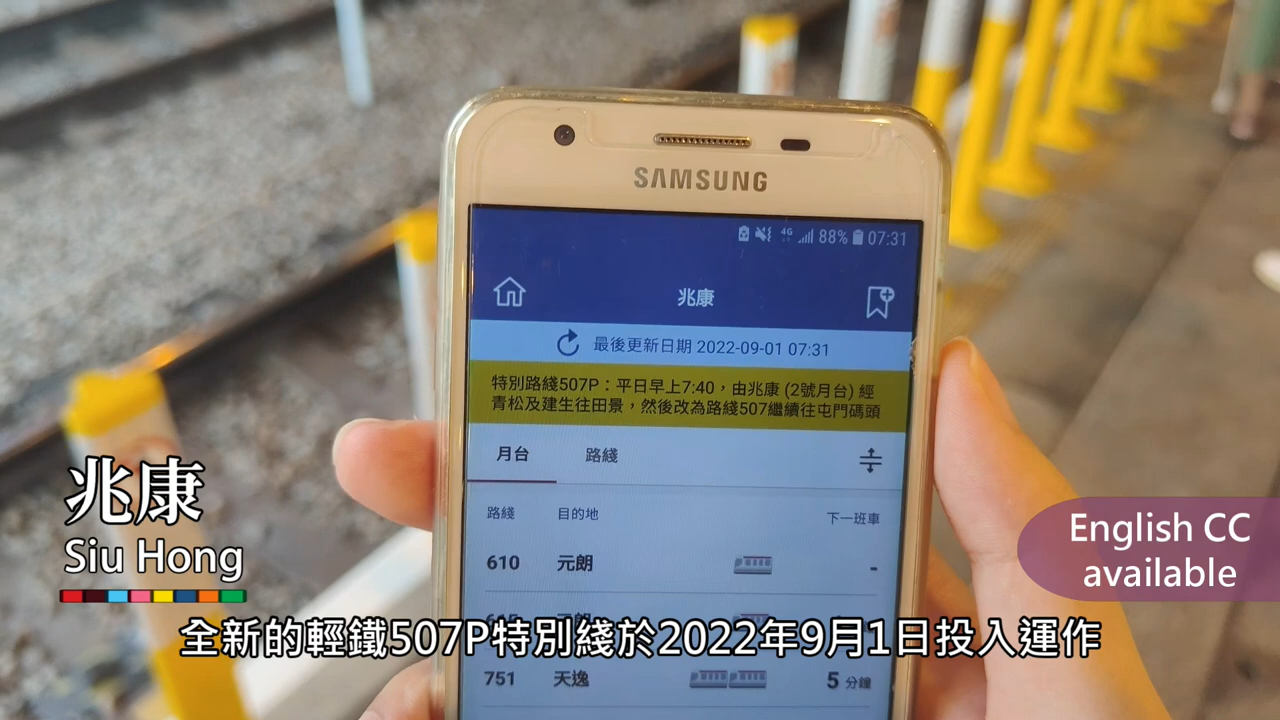 SAMSUNG
4G 88% 07:31
兆康
最後更新日期 2022-09-01 07:31
特別路綫507P：平日早上7:40，由兆康 (2號月台) 經
青松及建生往田景，然後改為路綫507繼續往屯門碼頭
月台 路綫
路綫 目的地 下一班車
610 元朗 -
751 天逸 5 分鐘
兆康
Siu Hong
English CC
available
全新的輕鐵507P特別綫於2022年9月1日投入運作